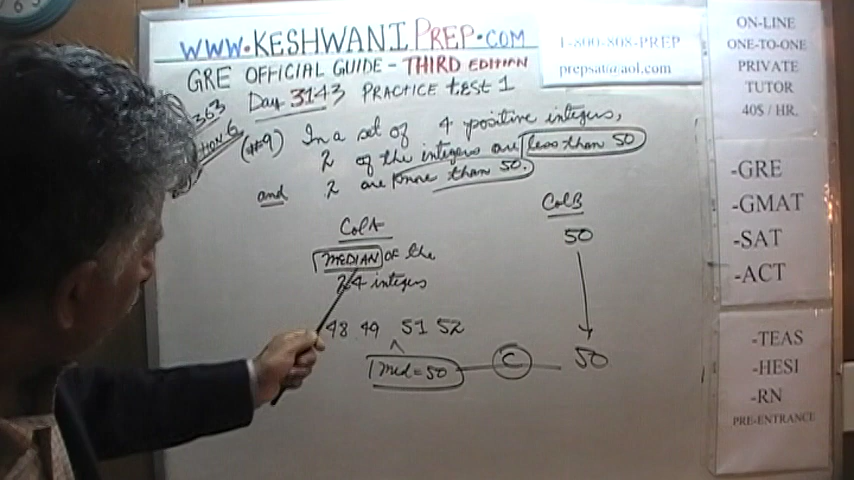 WWW.KESHWANIPREP.COM
GRE OFFICIAL GUIDE - THIRD EDITION
Day 3143 PRACTICE TEST 1
363
(#9) In a set of 4 positive integers,
2 of the integers are less than 50
and 2 are more than 50.
Col A
Col B
MEDIAN of the
4 integers
50
48 49 51 52
Med = 50
C
50
1-800-808-PREP
prepsat@aol.com
ON-LINE
ONE-TO-ONE
PRIVATE
TUTOR
40$ / HR.
-GRE
-GMAT
-SAT
-ACT
-TEAS
-HESI
-RN
PRE-ENTRANCE